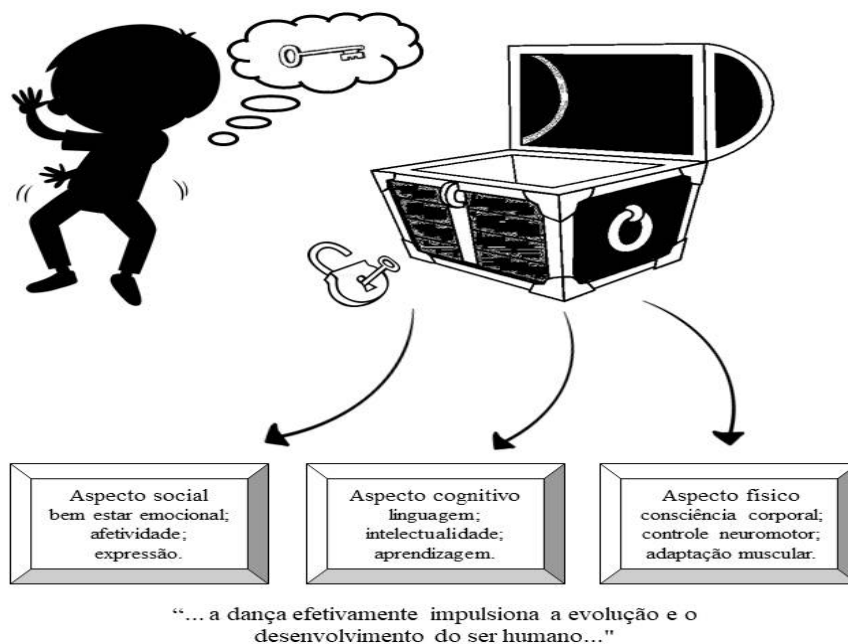 Aspecto social
bem estar emocional;
afetividade;
expressão.
Aspecto cognitivo
linguagem;
intelectualidade;
aprendizagem.
Aspecto físico
consciência corporal;
controle neuromotor;
adaptação muscular.
“... a dança efetivamente impulsiona a evolução e o
desenvolvimento do ser humano..."